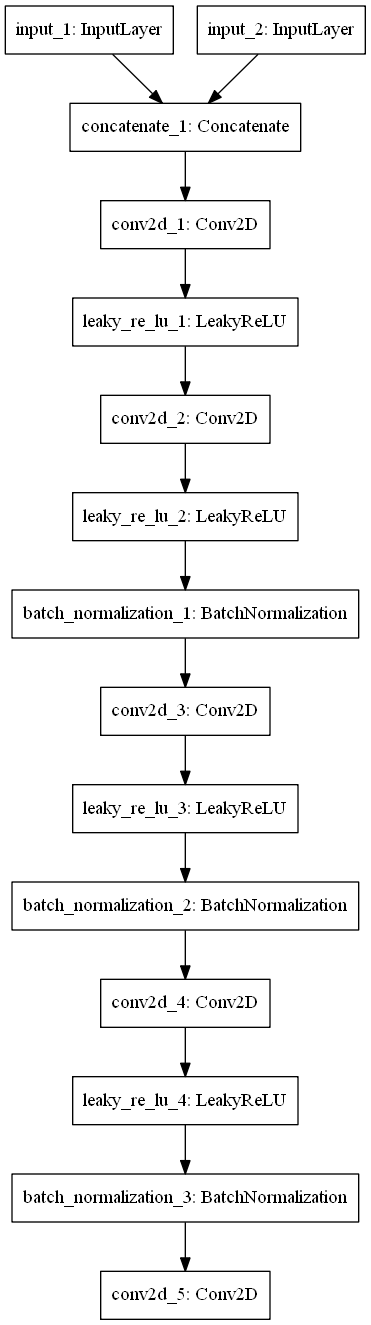 input_1: InputLayer
input_2: InputLayer
concatenate_1: Concatenate
conv2d_1: Conv2D
leaky_re_lu_1: LeakyReLU
conv2d_2: Conv2D
leaky_re_lu_2: LeakyReLU
batch_normalization_1: BatchNormalization
conv2d_3: Conv2D
leaky_re_lu_3: LeakyReLU
batch_normalization_2: BatchNormalization
conv2d_4: Conv2D
leaky_re_lu_4: LeakyReLU
batch_normalization_3: BatchNormalization
conv2d_5: Conv2D